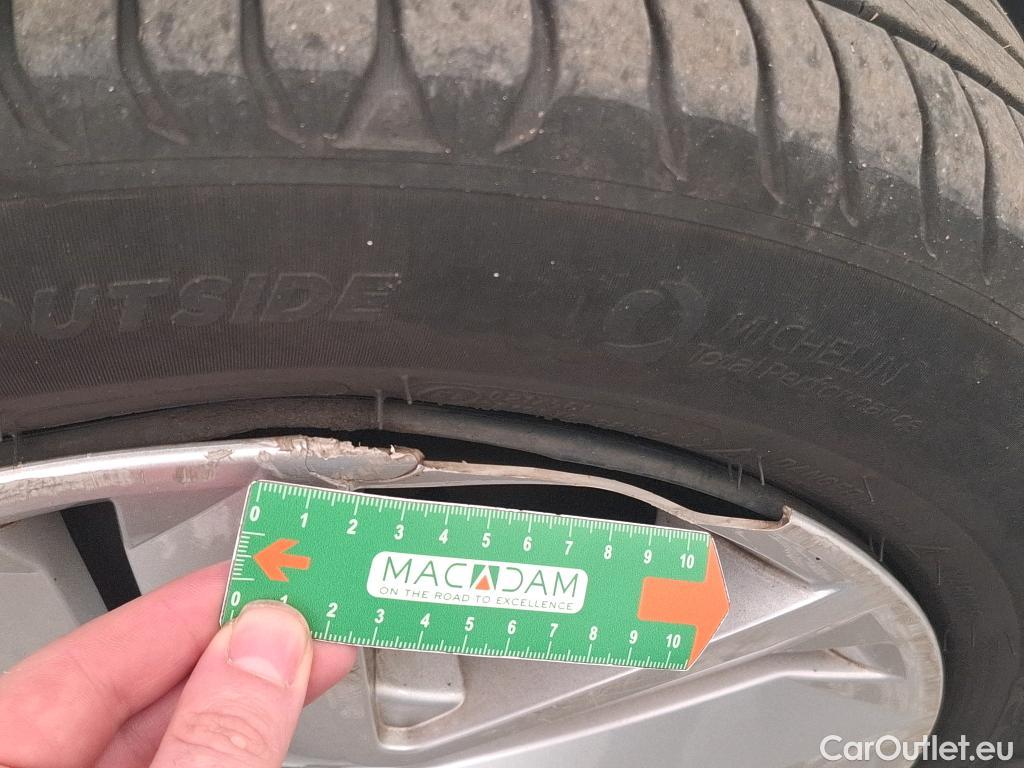 OUTSIDE
MICHELIN
Total Performance
0 1 2 3 4 5 6 7 8 9 10
MACADAM
ON THE ROAD TO EXCELLENCE
0 1 2 3 4 5 6 7 8 9 10
CarOutlet.eu